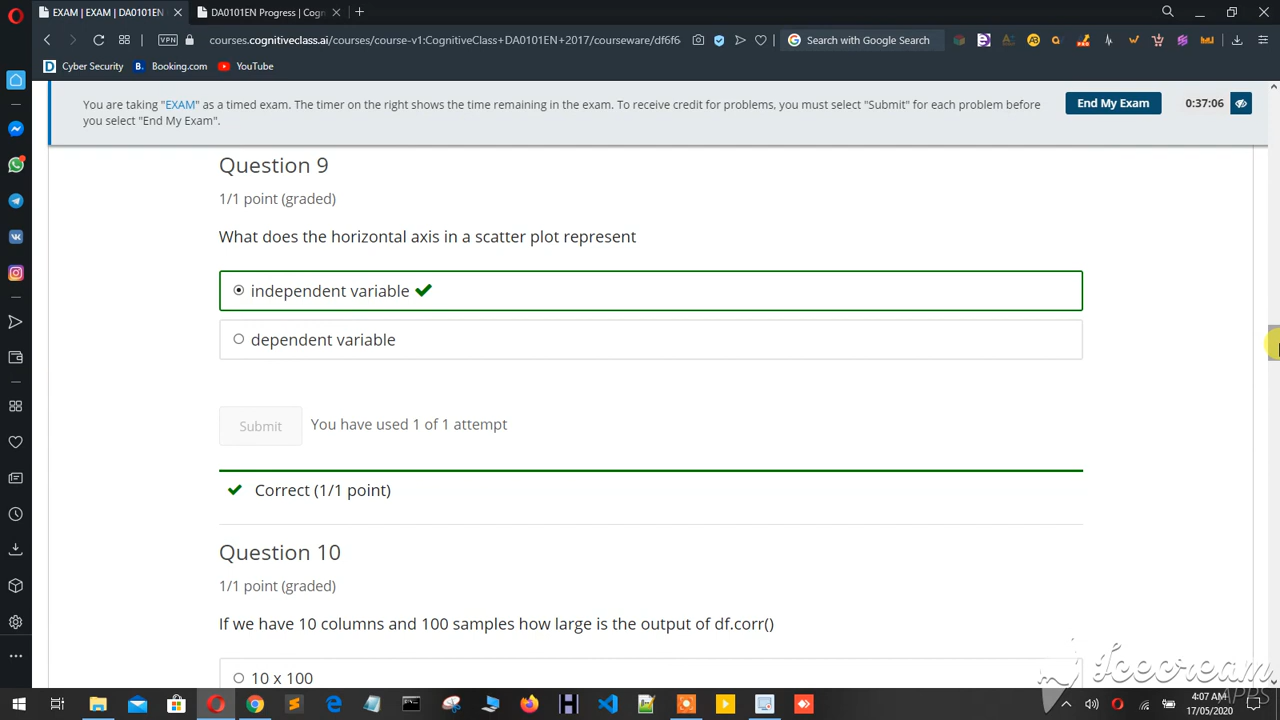 EXAM | EXAM | DA0101EN
DA0101EN Progress | Cogn
VPN
courses.cognitiveclass.ai/courses/course-v1:CognitiveClass+DA0101EN+2017/courseware/df6f6
Search with Google Search
Cyber Security
Booking.com
YouTube
You are taking "EXAM" as a timed exam. The timer on the right shows the time remaining in the exam. To receive credit for problems, you must select "Submit" for each problem before
you select "End My Exam".
End My Exam
0:37:06
Question 9
1/1 point (graded)
What does the horizontal axis in a scatter plot represent
independent variable
dependent variable
Submit
You have used 1 of 1 attempt
Correct (1/1 point)
Question 10
1/1 point (graded)
If we have 10 columns and 100 samples how large is the output of df.corr()
10 x 100
Icecream
APPS
4:07 AM
17/05/2020